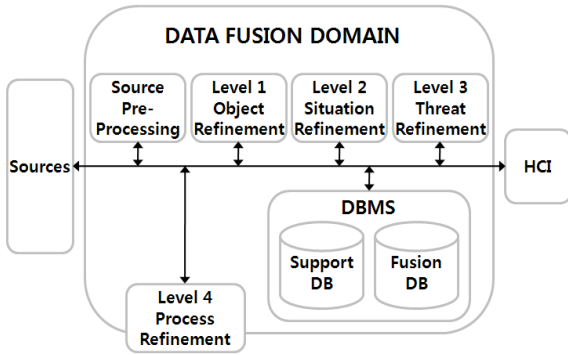 DATA FUSION DOMAIN
Source
Pre-
Processing
Level 1
Object
Refinement
Level 2
Situation
Refinement
Level 3
Threat
Refinement
Sources
HCI
DBMS
Support
DB
Fusion
DB
Level 4
Process
Refinement